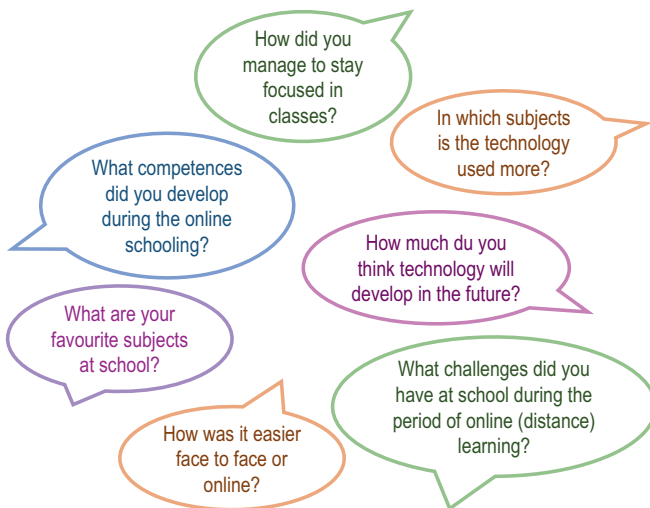 How did you
manage to stay
focused in
classes?
In which subjects
is the technology
used more?
What competences
did you develop
during the online
schooling?
How much du you
think technology will
develop in the future?
What are your
favourite subjects
at school?
What challenges did you
have at school during the
period of online (distance)
learning?
How was it easier
face to face or
online?